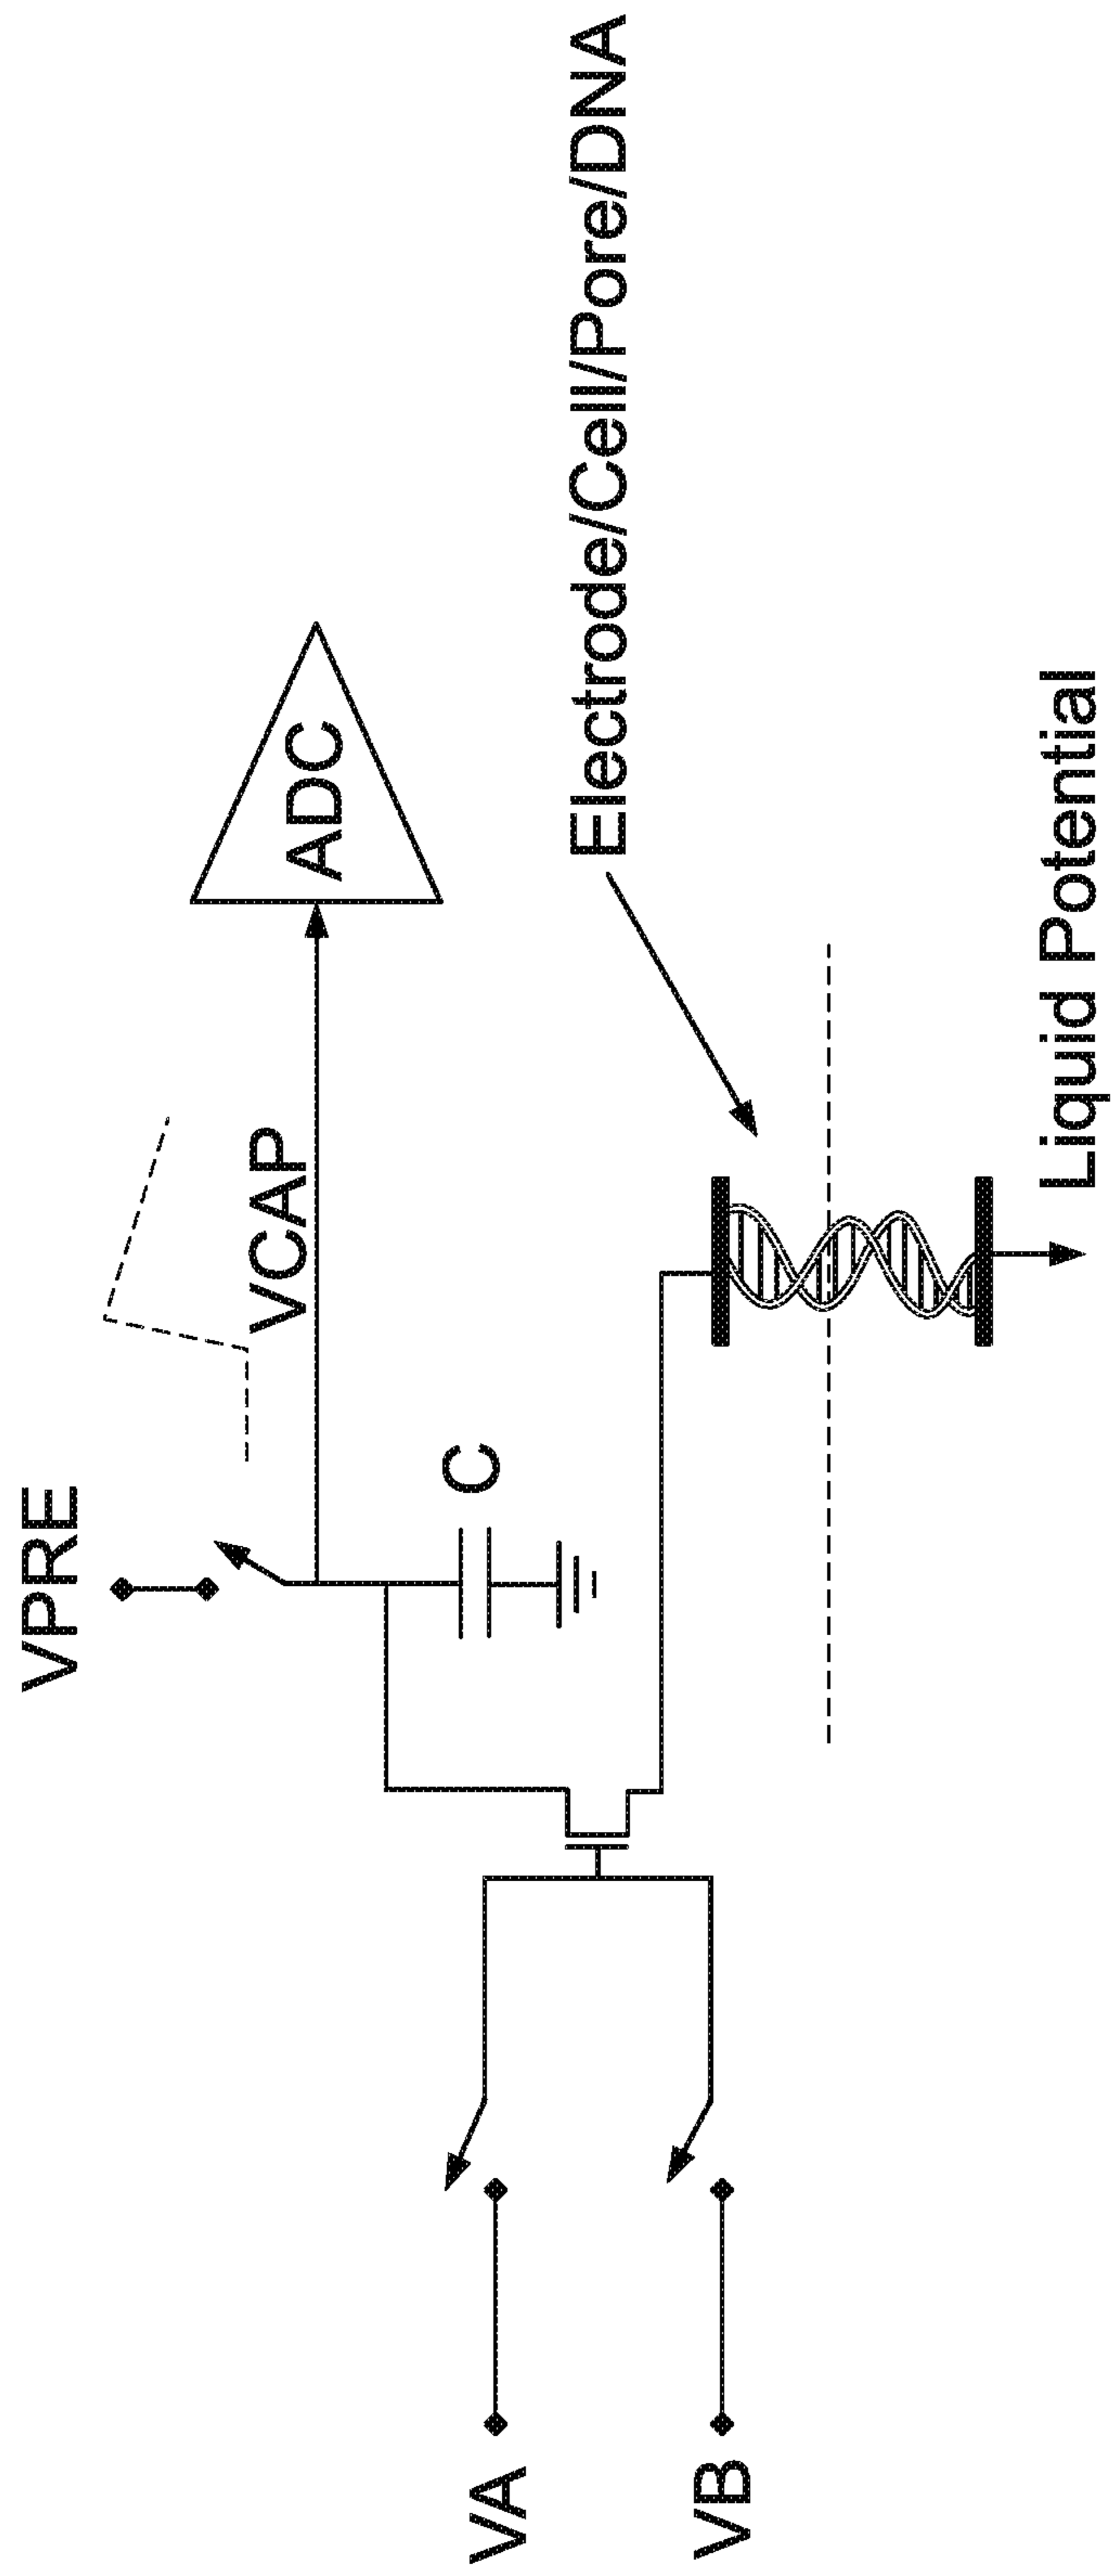 VPRE
VCAP
ADC
C
VA
VB
Electrode/Cell/Pore/DNA
Liquid Potential